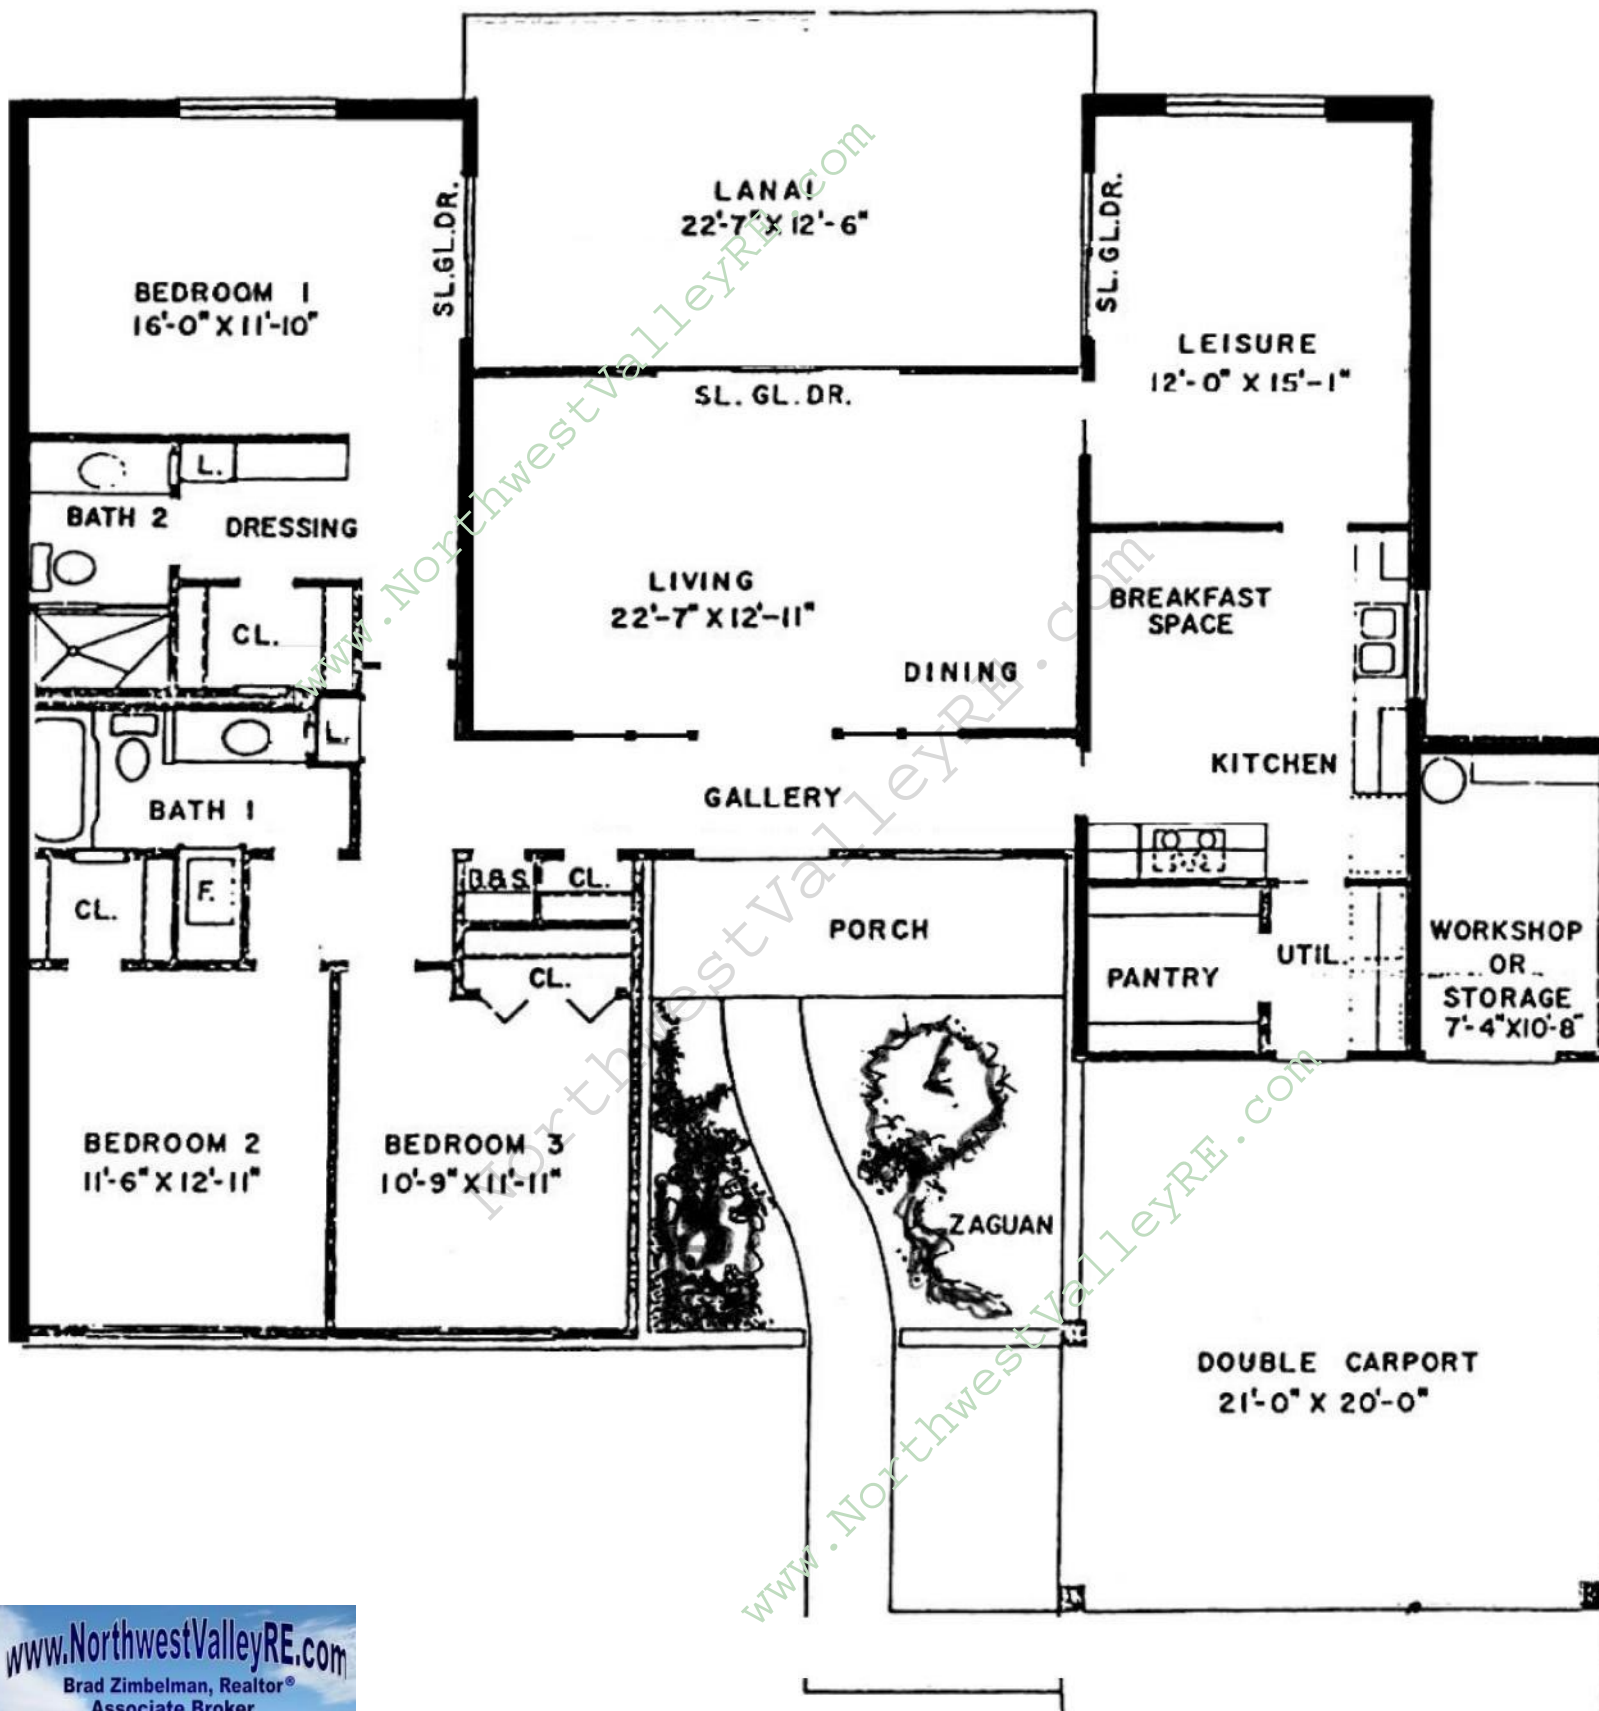 LANAI
22'-7" X 12'-6"
SL.GL.DR.
SL.GL.DR.
BEDROOM 1
16'-0" X 11'-10"
LEISURE
12'-0" X 15'-1"
SL. GL. DR.
L.
BATH 2
DRESSING
LIVING
22'-7" X 12'-11"
BREAKFAST
SPACE
CL.
DINING
L.
KITCHEN
GALLERY
BATH 1
B.&S.
CL.
F.
CL.
PORCH
WORKSHOP
OR
STORAGE
7'-4" X 10'-8"
UTIL.
PANTRY
CL.
BEDROOM 2
11'-6" X 12'-11"
BEDROOM 3
10'-9" X 11'-11"
ZAGUAN
DOUBLE CARPORT
21'-0" X 20'-0"
www.NorthwestValleyRE.com
NorthwestValleyRE.com
www.NorthwestValleyRE.com
www.NorthwestValleyRE.com
Brad Zimbelman, Realtor®
Associate Broker